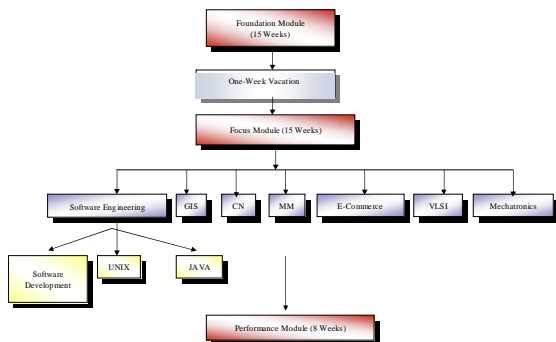 Foundation Module
(15 Weeks)
One-Week Vacation
Focus Module (15 Weeks)
Software Engineering
GIS
CN
MM
E-Commerce
VLSI
Mechatronics
Software
Development
UNIX
JAVA
Performance Module (8 Weeks)